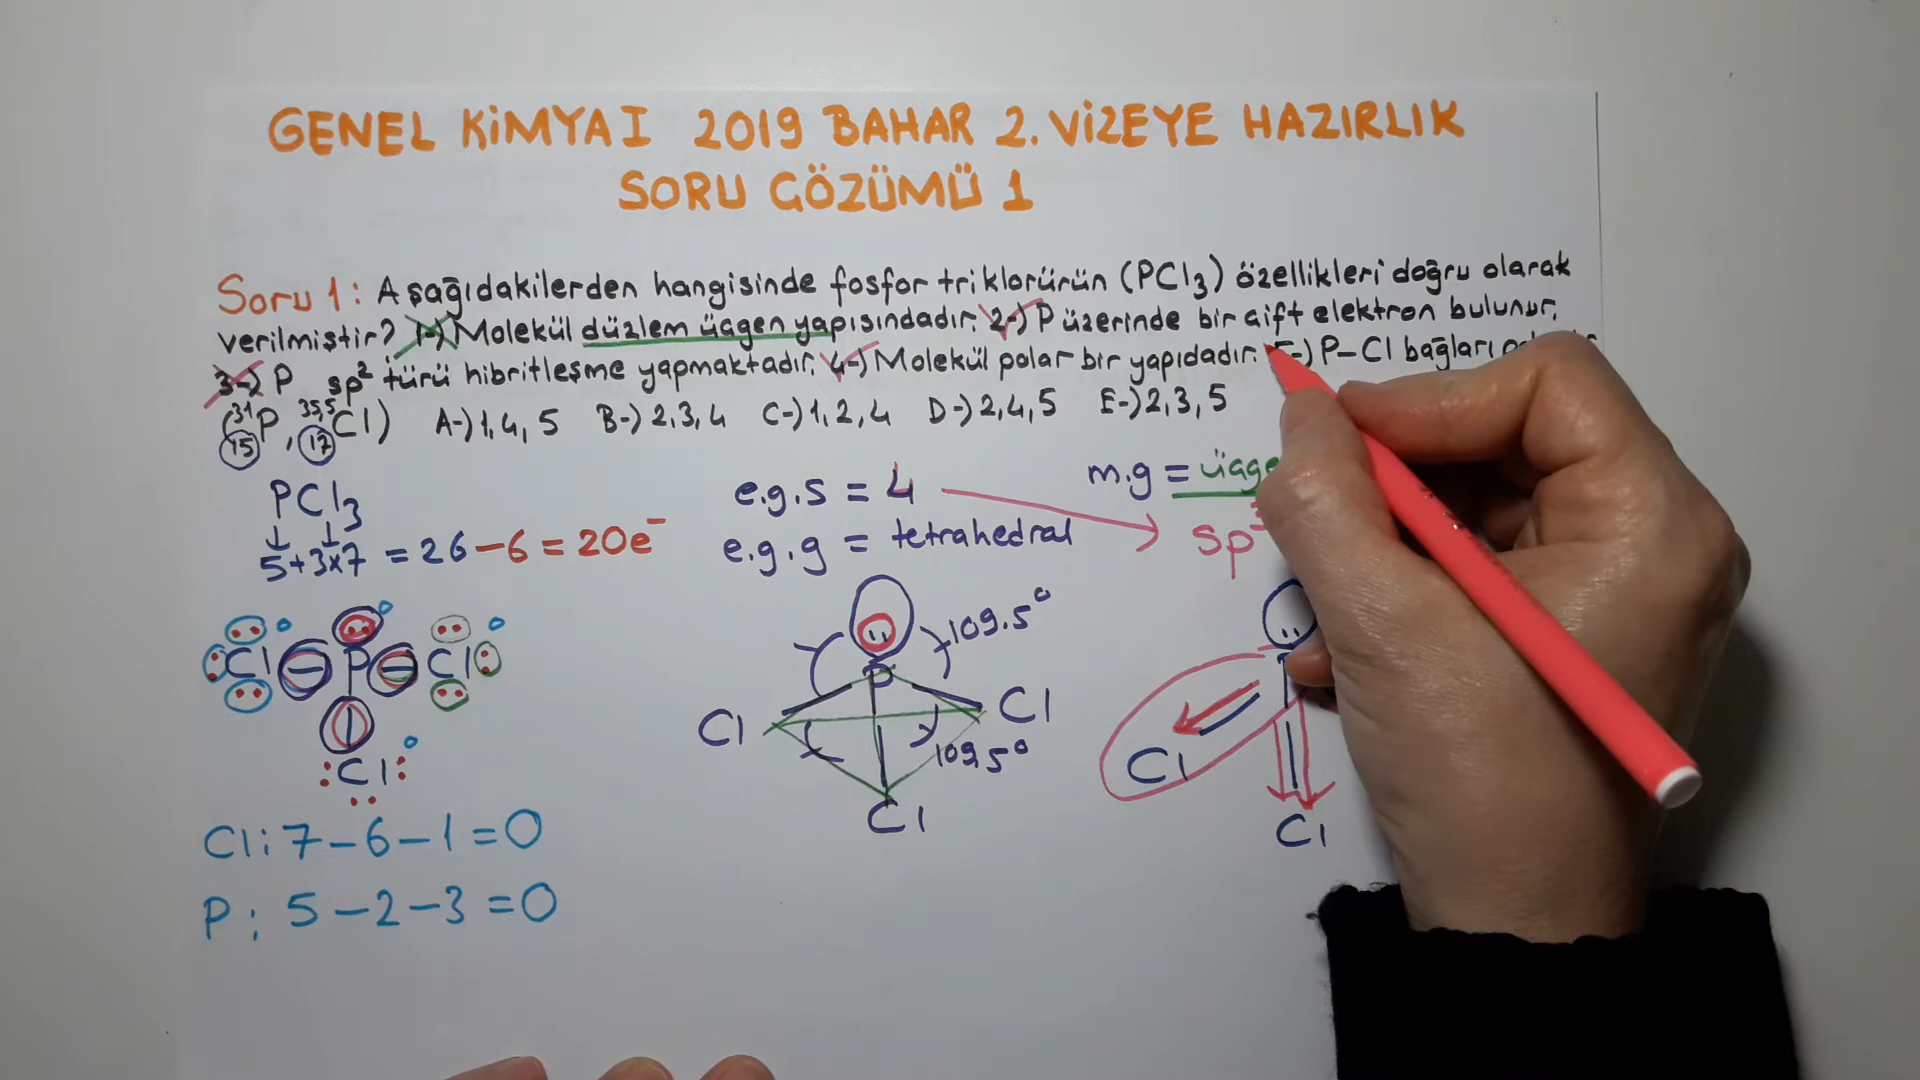 GENEL KİMYA I 2019 BAHAR 2. VİZEYE HAZIRLIK
SORU ÇÖZÜMÜ 1
Soru 1: Aşağıdakilerden hangisinde fosfor tri klorürün (PCl3) özellikleri doğru olarak
verilmiştir? 1-) Molekül düzlem üçgen yapısındadır. 2-) P üzerinde bir çift elektron bulunur.
3-) P sp2 türü hibritleşme yapmaktadır. 4-) Molekül polar bir yapıdadır. 5-) P-Cl bağları
(31 15 P, 35,5 17 Cl) A-) 1, 4, 5 B-) 2, 3, 4 C-) 1, 2, 4 D-) 2, 4, 5 E-) 2, 3, 5
PCl3
5+3x7 = 26 - 6 = 20e-
e.g.s = 4
e.g.g = tetrahedral
m.g =
sp3
Cl P Cl
Cl
109.5°
P
Cl Cl
109.5°
Cl
Cl
Cl
Cl: 7-6-1=0
P: 5-2-3=0